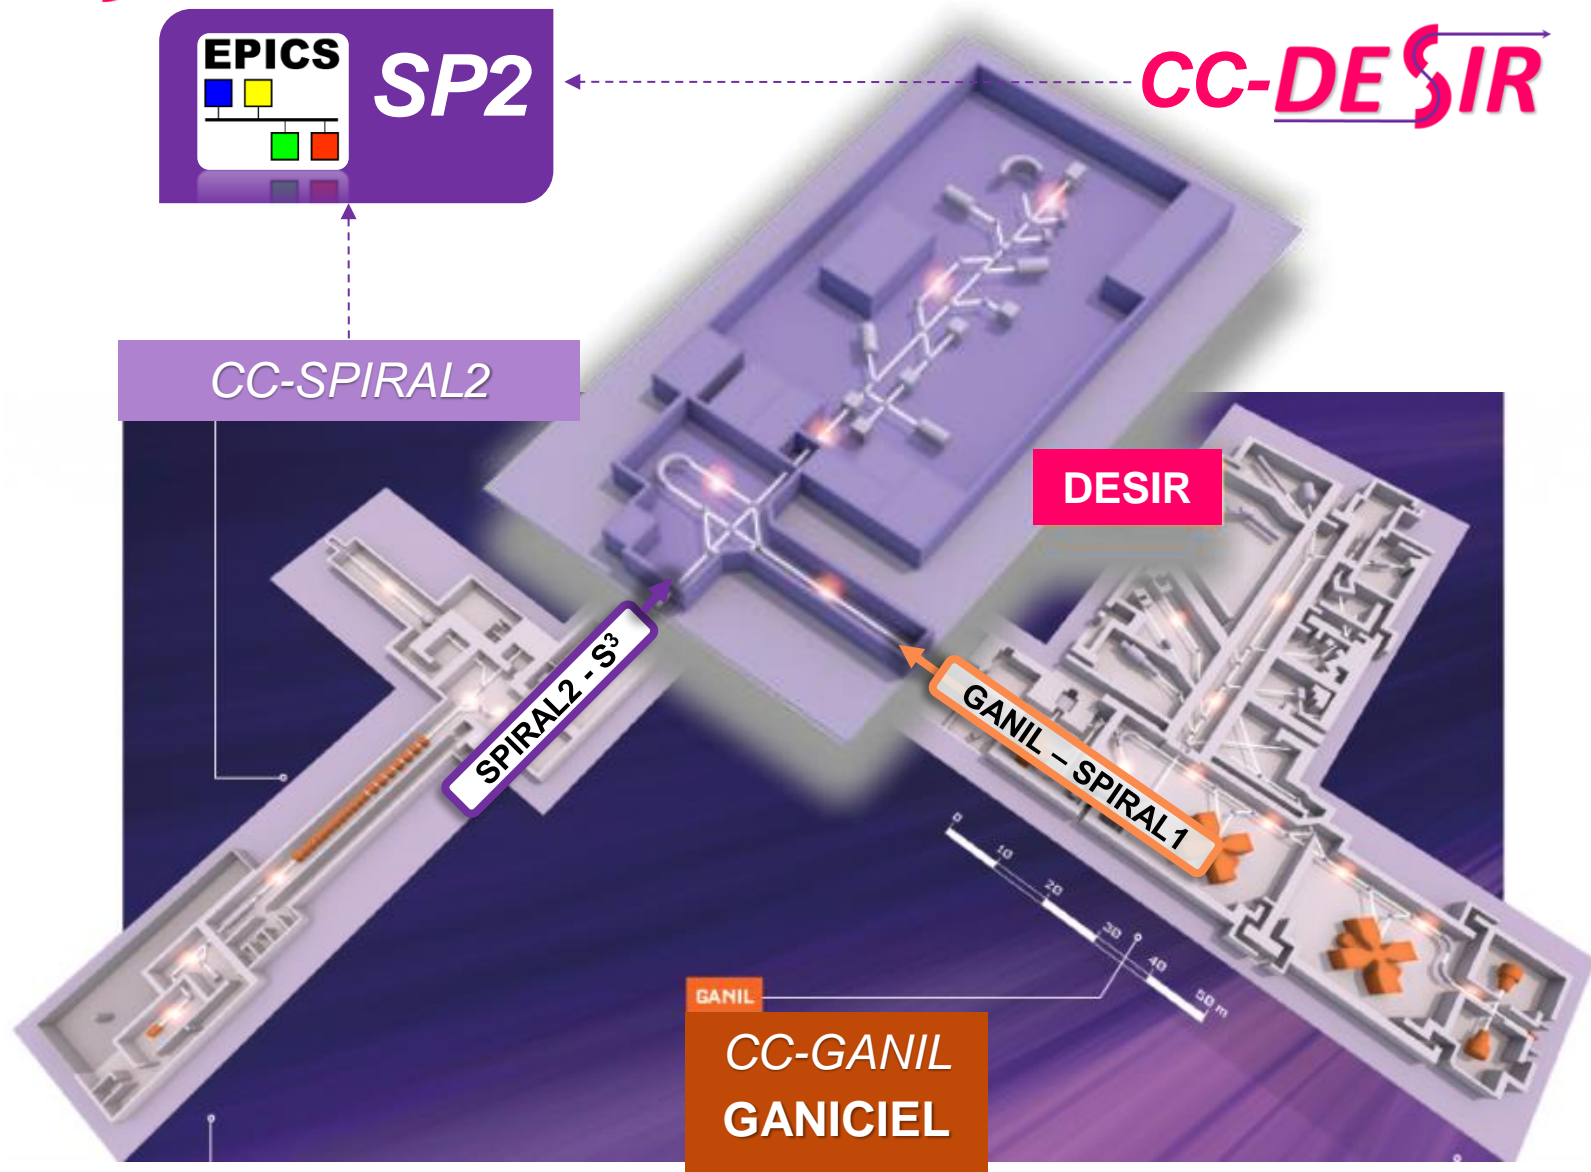 EPICS
SP2
CC-DESIR
CC-SPIRAL2
DESIR
SPIRAL2 - S³
GANIL – SPIRAL1
0
10
20
30
40
50 m
GANIL
CC-GANIL
GANICIEL